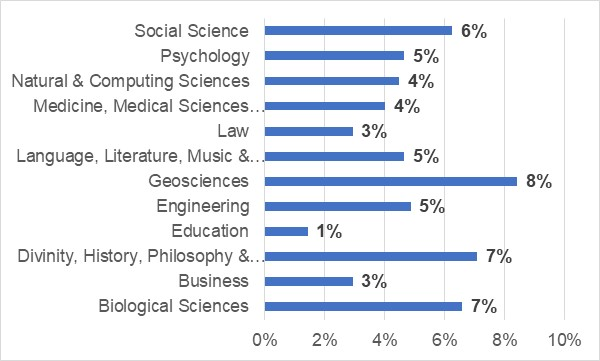 Social Science 6%
Psychology 5%
Natural & Computing Sciences 4%
Medicine, Medical Sciences… 4%
Law 3%
Language, Literature, Music &… 5%
Geosciences 8%
Engineering 5%
Education 1%
Divinity, History, Philosophy &… 7%
Business 3%
Biological Sciences 7%
0% 2% 4% 6% 8% 10%